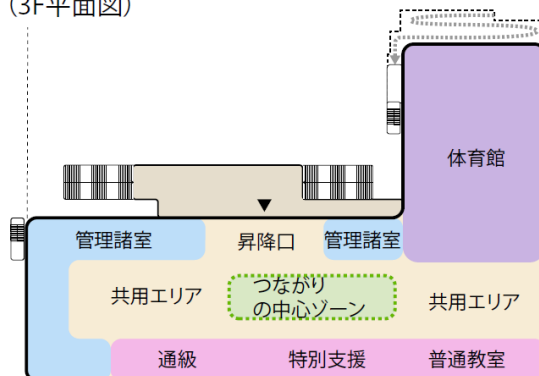 (3F平面図)
体育館
管理諸室
昇降口
管理諸室
共用エリア
つながり
の中心ゾーン
共用エリア
通級
特別支援
普通教室